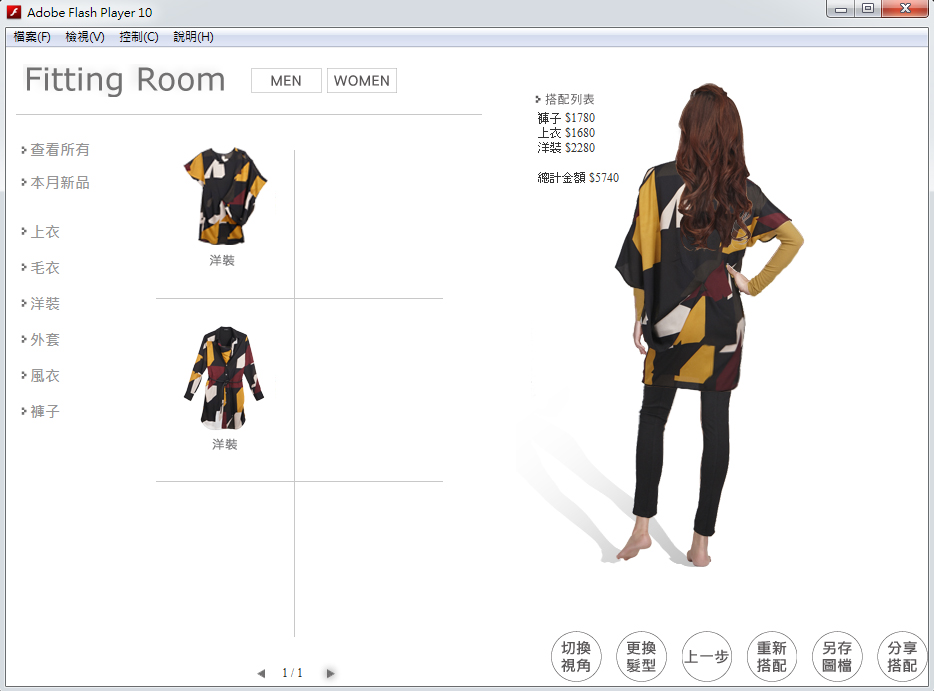 Adobe Flash Player 10
檔案(F) 檢視(V) 控制(C) 說明(H)
Fitting Room
MEN
WOMEN
查看所有
本月新品
上衣
毛衣
洋裝
外套
風衣
褲子
洋裝
洋裝
1 / 1
搭配列表
褲子 $1780
上衣 $1680
洋裝 $2280
總計金額 $5740
切換
視角
更換
髮型
上一步
重新
搭配
另存
圖檔
分享
搭配